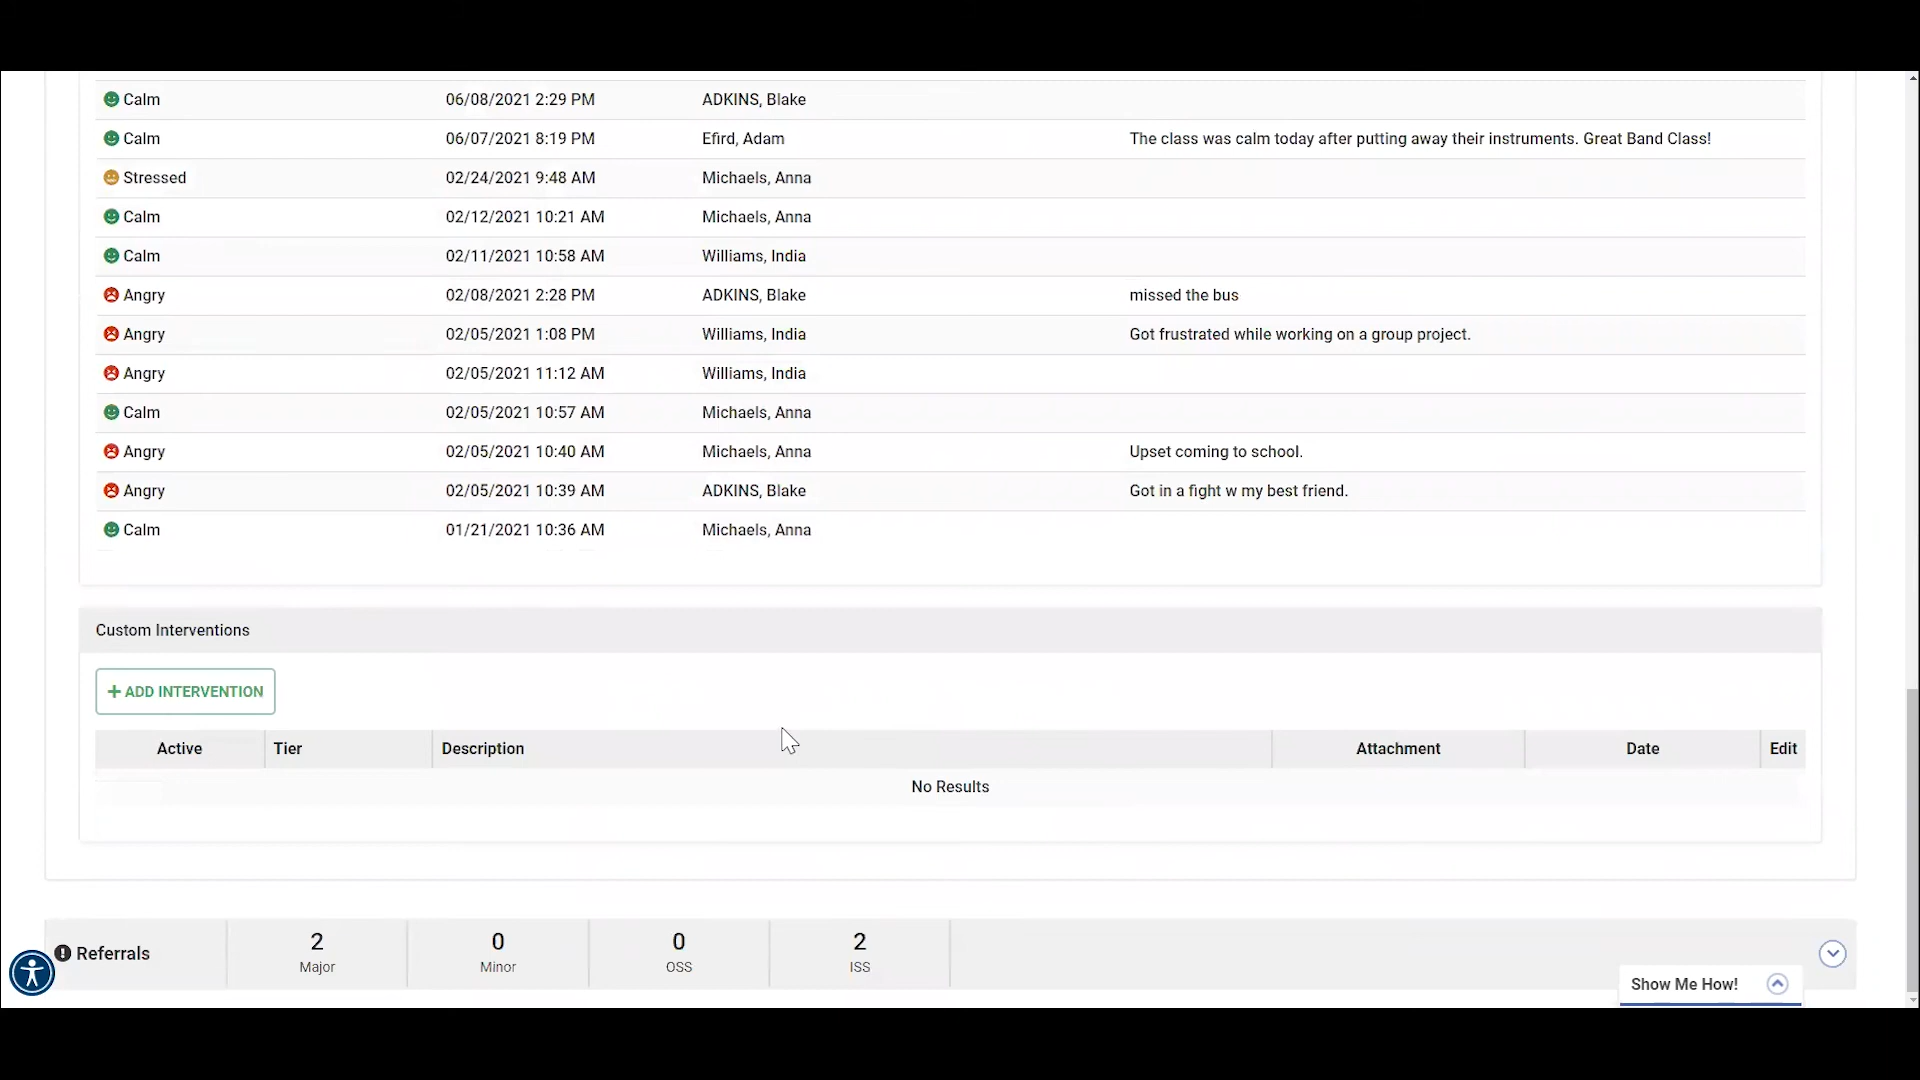 Calm 06/08/2021 2:29 PM ADKINS, Blake
Calm 06/07/2021 8:19 PM Efird, Adam The class was calm today after putting away their instruments. Great Band Class!
Stressed 02/24/2021 9:48 AM Michaels, Anna
Calm 02/12/2021 10:21 AM Michaels, Anna
Calm 02/11/2021 10:58 AM Williams, India
Angry 02/08/2021 2:28 PM ADKINS, Blake missed the bus
Angry 02/05/2021 1:08 PM Williams, India Got frustrated while working on a group project.
Angry 02/05/2021 11:12 AM Williams, India
Calm 02/05/2021 10:57 AM Michaels, Anna
Angry 02/05/2021 10:40 AM Michaels, Anna Upset coming to school.
Angry 02/05/2021 10:39 AM ADKINS, Blake Got in a fight w my best friend.
Calm 01/21/2021 10:36 AM Michaels, Anna
Custom Interventions
+ ADD INTERVENTION
Active Tier Description Attachment Date Edit
No Results
Referrals
2 0 0 2
Major Minor OSS ISS
Show Me How!